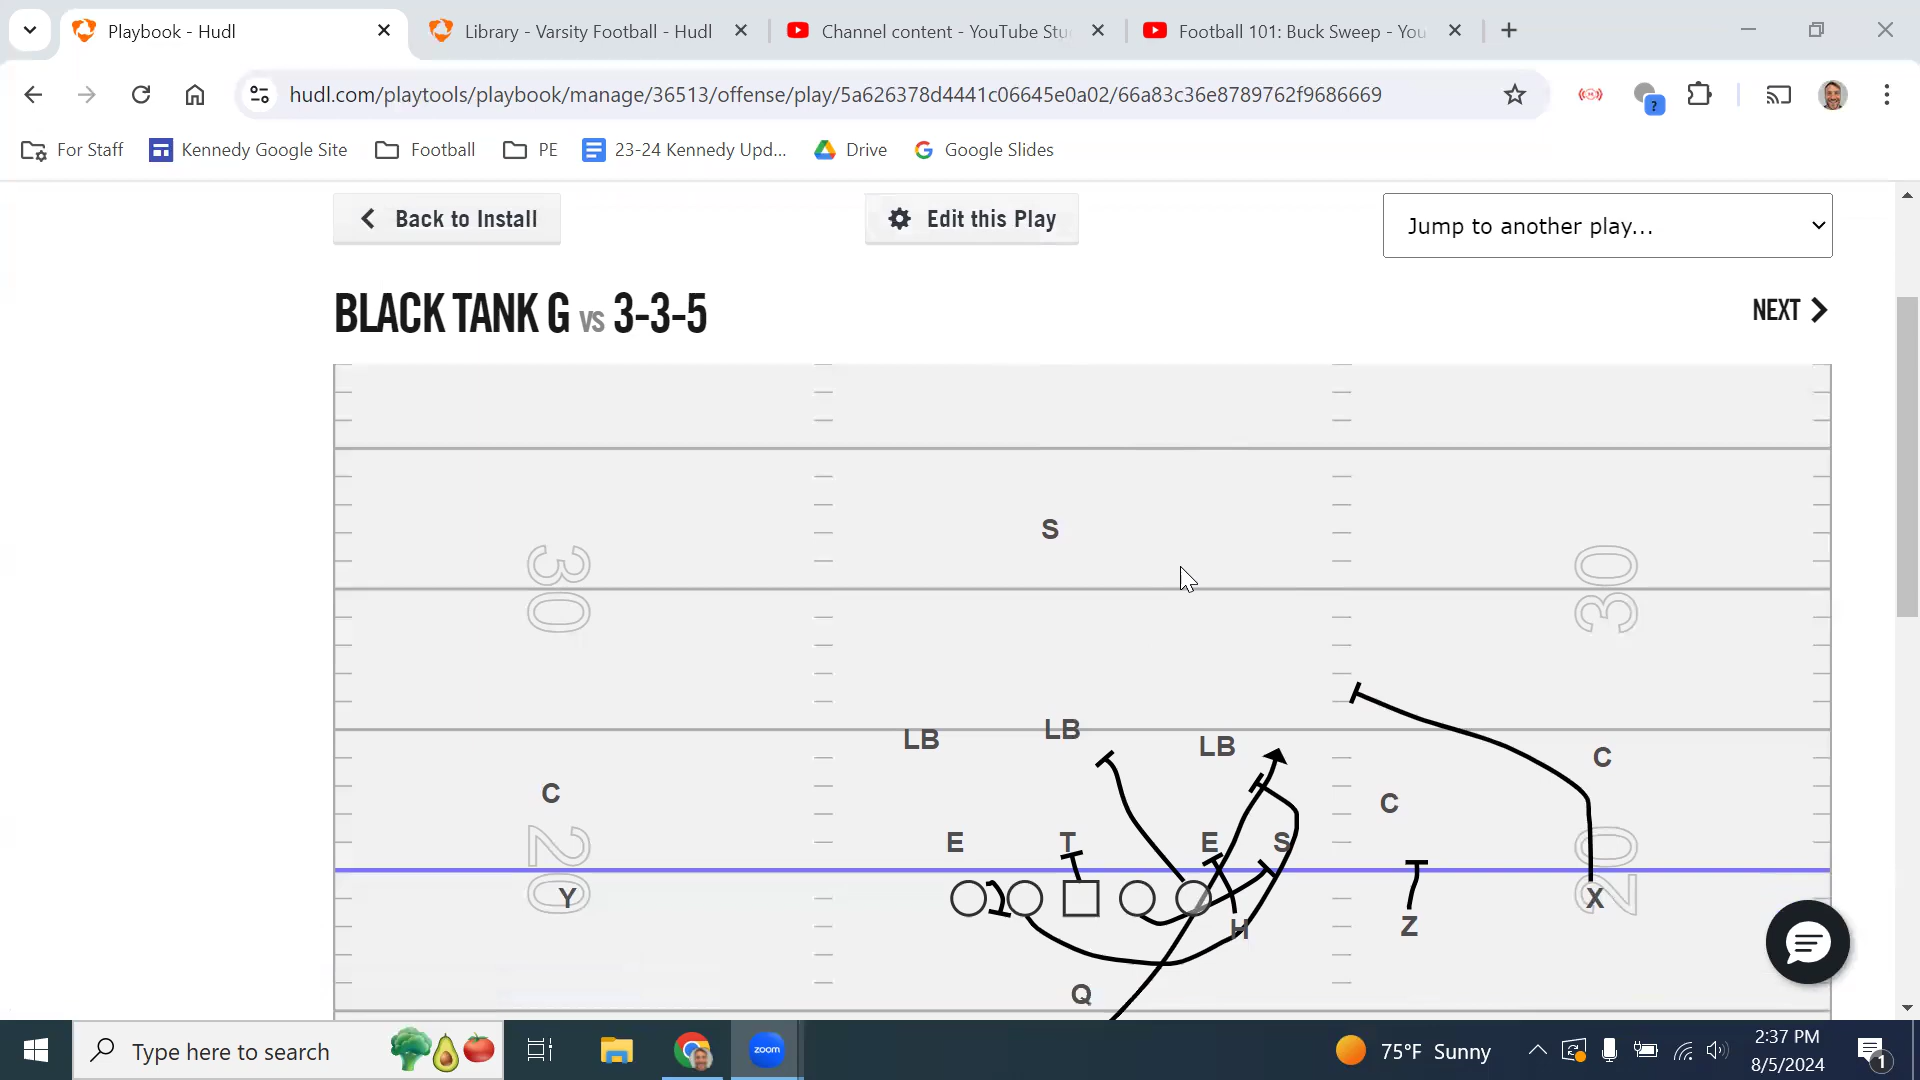 Playbook - Hudl
Library - Varsity Football - Hudl
Channel content - YouTube Stu
Football 101: Buck Sweep - You
hudl.com/playtools/playbook/manage/36513/offense/play/5a626378d4441c06645e0a02/66a83c36e8789762f9686669
?
For Staff
Kennedy Google Site
Football
PE
23-24 Kennedy Upd...
Drive
Google Slides
Back to Install
Edit this Play
Jump to another play...
BLACK TANK G vs 3-3-5
NEXT
S
30
30
LB
LB
LB
C
C
C
E
T
E
S
20
20
Y
X
H
Z
Q
Type here to search
zoom
75°F Sunny
2:37 PM
8/5/2024
1